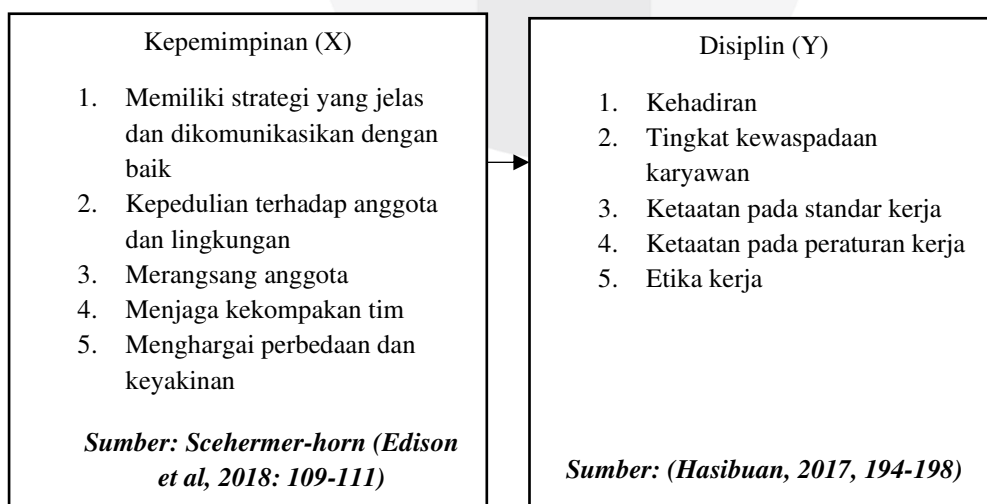 Kepemimpinan (X)
1. Memiliki strategi yang jelas
dan dikomunikasikan dengan
baik
2. Kepedulian terhadap anggota
dan lingkungan
3. Merangsang anggota
4. Menjaga kekompakan tim
5. Menghargai perbedaan dan
keyakinan
Sumber: Scehermer-horn (Edison
et al, 2018: 109-111)
Disiplin (Y)
1. Kehadiran
2. Tingkat kewaspadaan
karyawan
3. Ketaatan pada standar kerja
4. Ketaatan pada peraturan kerja
5. Etika kerja
Sumber: (Hasibuan, 2017, 194-198)